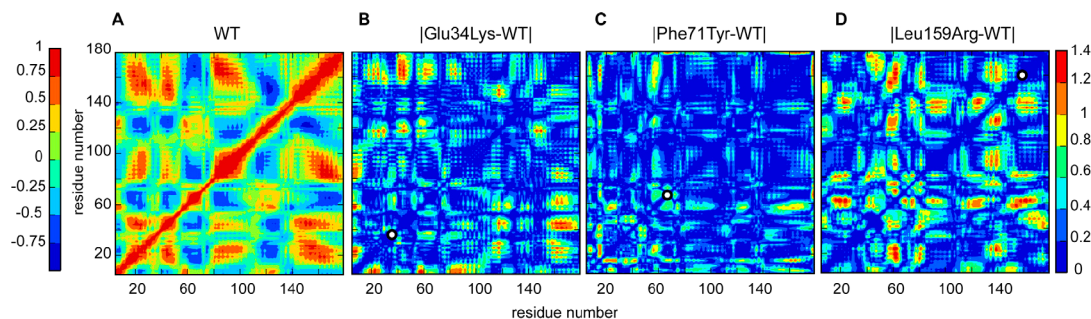 A
B
C
D
WT
|Glu34Lys-WT|
|Phe71Tyr-WT|
|Leu159Arg-WT|
1
0.75
0.5
0.25
0
-0.25
-0.5
-0.75
residue number
180
140
100
60
20
1.4
1.2
1
0.8
0.6
0.4
0.2
0
20 60 100 140
20 60 100 140
20 60 100 140
20 60 100 140
residue number